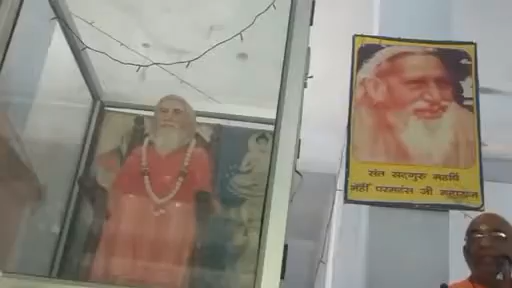 संत सद्गुरु महर्षि
मेँहीँ परमहंस जी महाराज